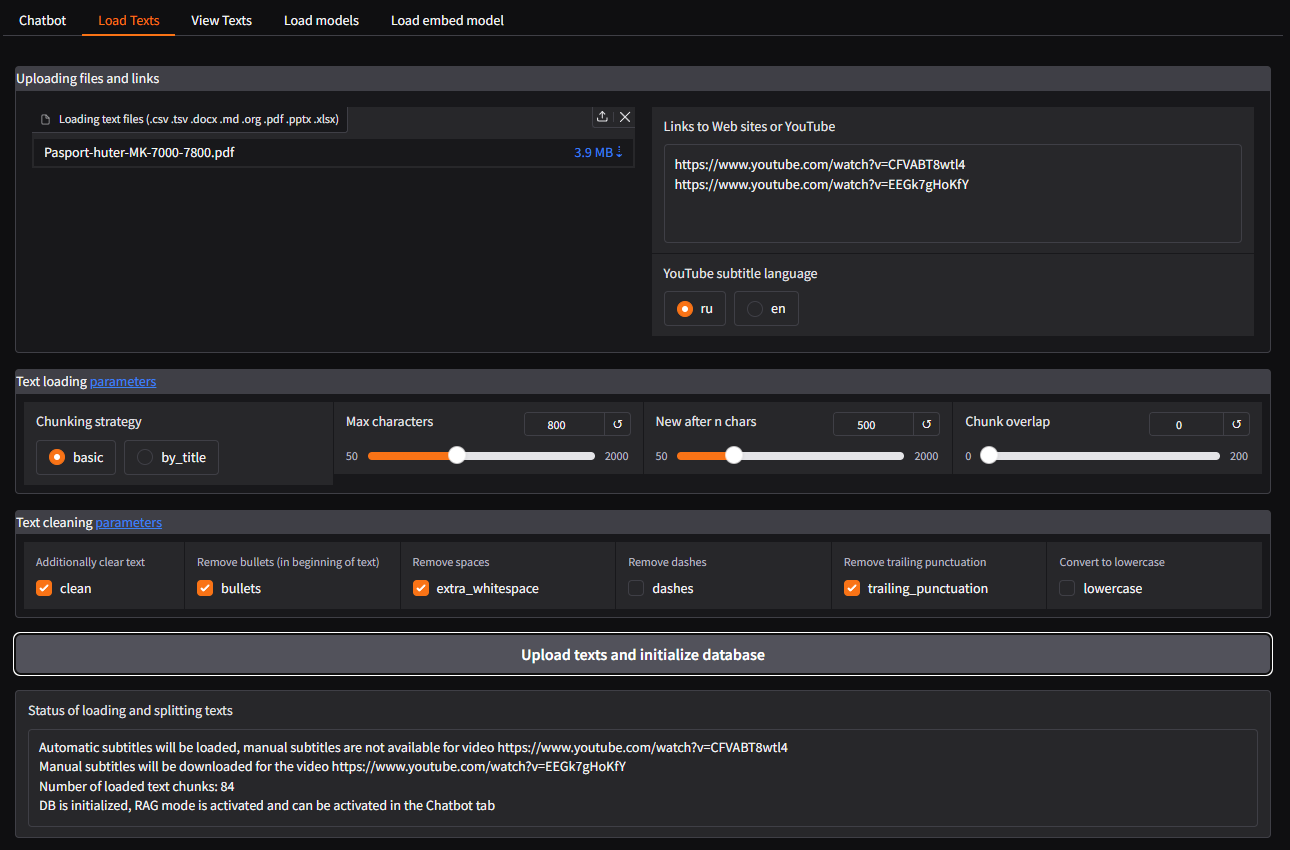 Chatbot Load Texts View Texts Load models Load embed model
Uploading files and links
Loading text files (.csv .tsv .docx .md .org .pdf .pptx .xlsx)
Pasport-huter-MK-7000-7800.pdf 3.9 MB ⇣
Links to Web sites or YouTube
https://www.youtube.com/watch?v=CFVABT8wtl4
https://www.youtube.com/watch?v=EEGk7gHoKfY
YouTube subtitle language
ru en
Text loading parameters
Chunking strategy
basic by_title
Max characters 800
50 2000
New after n chars 500
50 2000
Chunk overlap 0
0 200
Text cleaning parameters
Additionally clear text
clean
Remove bullets (in beginning of text)
bullets
Remove spaces
extra_whitespace
Remove dashes
dashes
Remove trailing punctuation
trailing_punctuation
Convert to lowercase
lowercase
Upload texts and initialize database
Status of loading and splitting texts
Automatic subtitles will be loaded, manual subtitles are not available for video https://www.youtube.com/watch?v=CFVABT8wtl4
Manual subtitles will be downloaded for the video https://www.youtube.com/watch?v=EEGk7gHoKfY
Number of loaded text chunks: 84
DB is initialized, RAG mode is activated and can be activated in the Chatbot tab